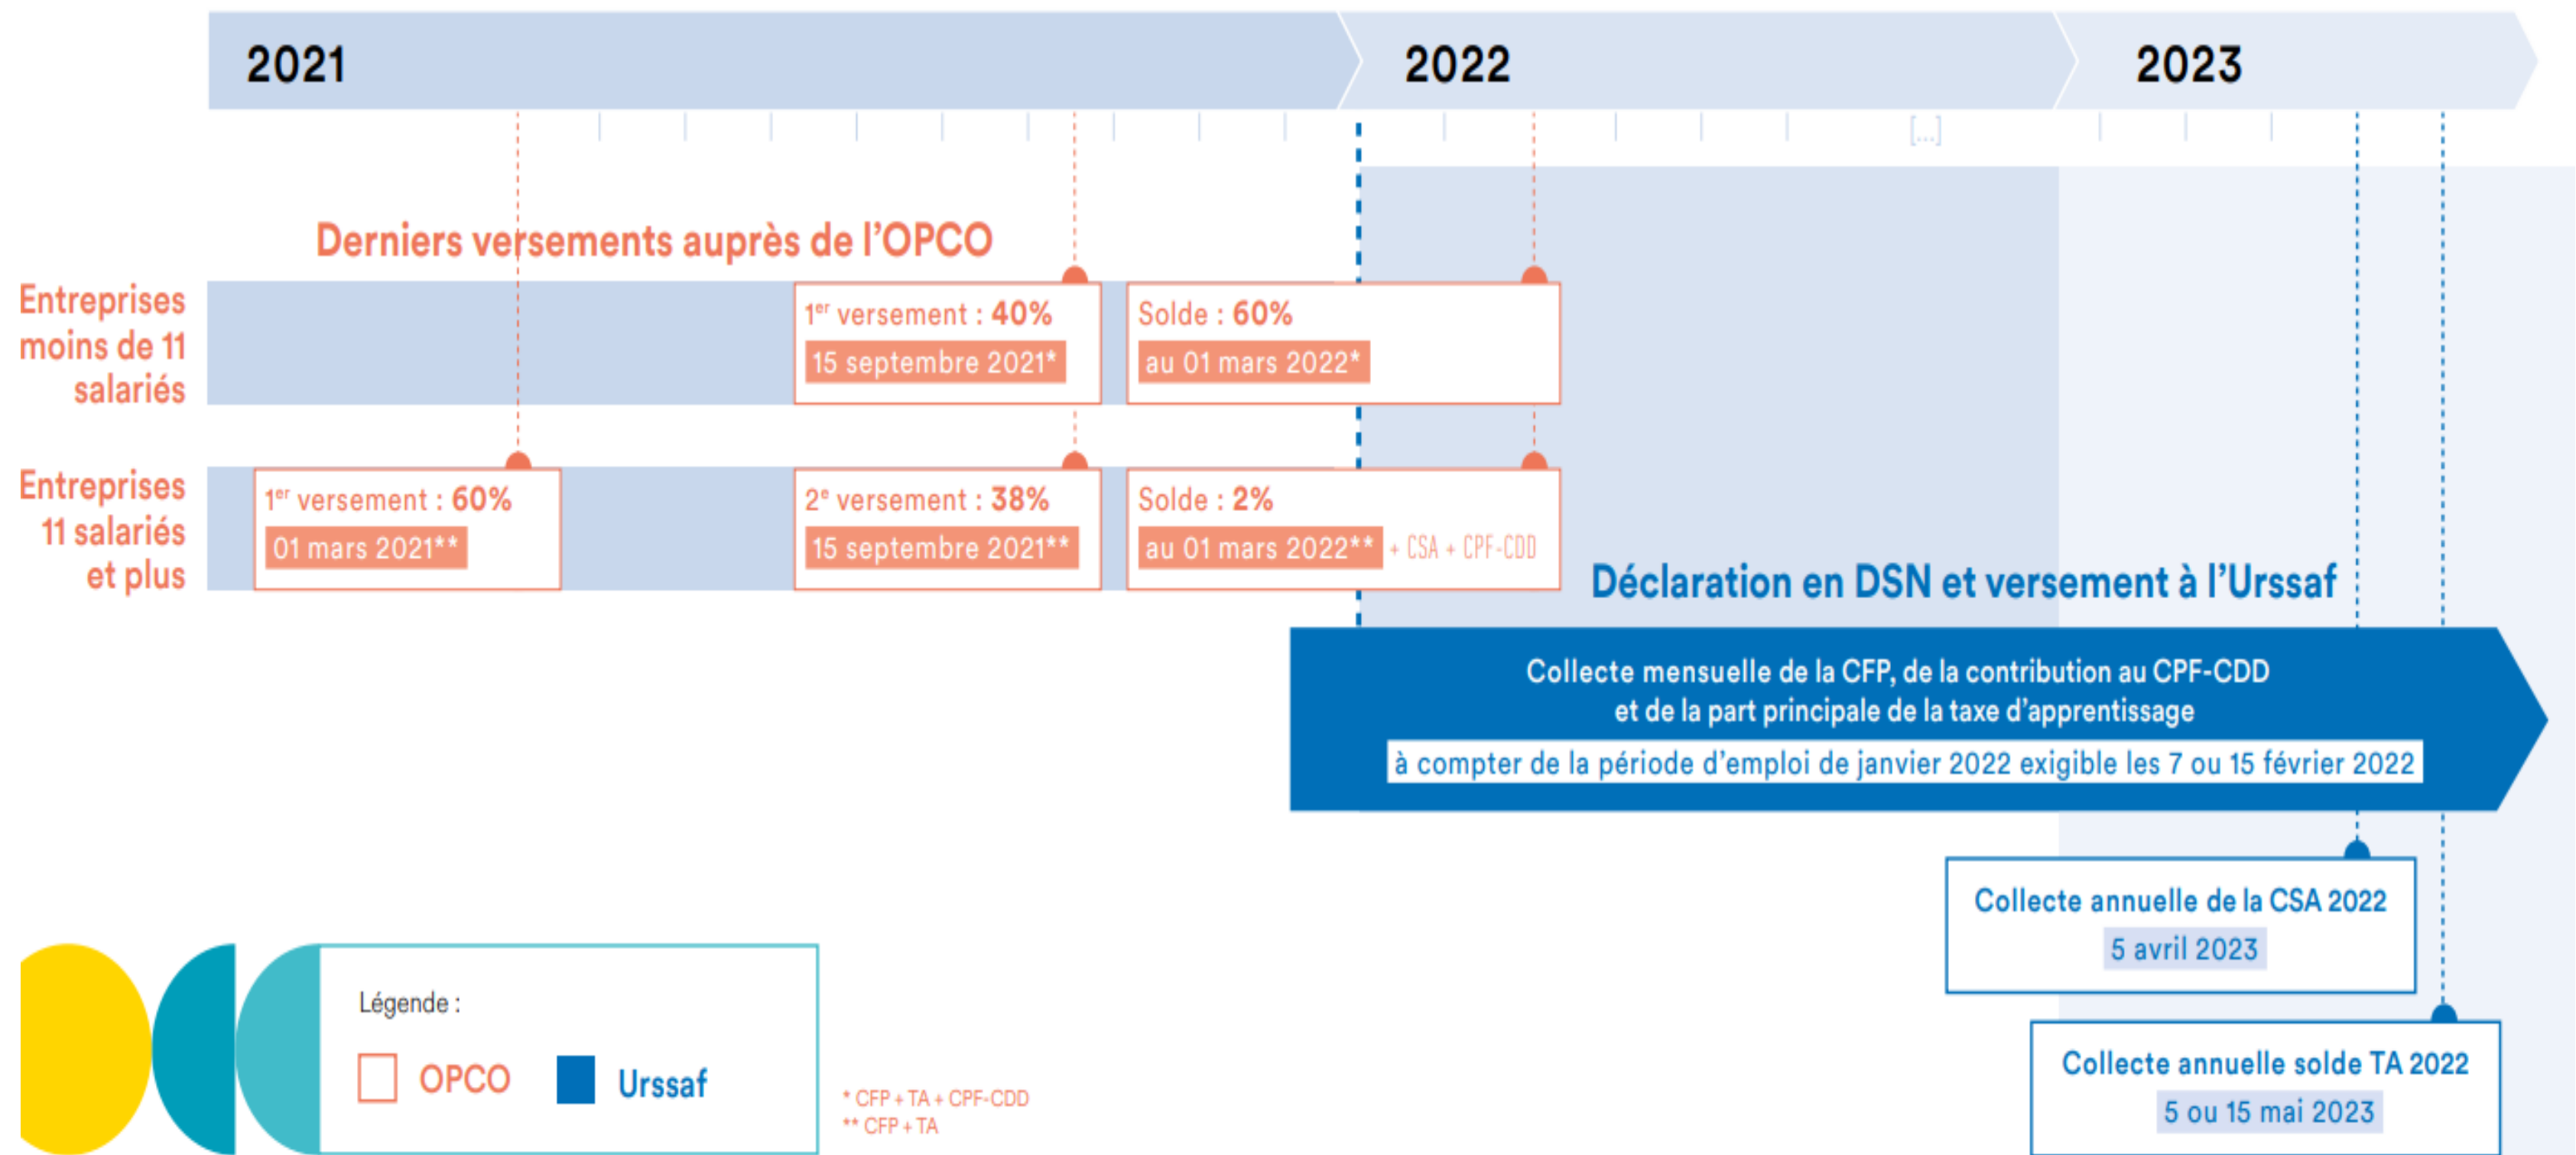 2021
2022
2023
[...]
Derniers versements auprès de l'OPCO
Entreprises
moins de 11
salariés
1er versement : 40%
15 septembre 2021*
Solde : 60%
au 01 mars 2022*
Entreprises
11 salariés
et plus
1er versement : 60%
01 mars 2021**
2e versement : 38%
15 septembre 2021**
Solde : 2%
au 01 mars 2022** + CSA + CPF-CDD
Déclaration en DSN et versement à l'Urssaf
Collecte mensuelle de la CFP, de la contribution au CPF-CDD
et de la part principale de la taxe d'apprentissage
à compter de la période d'emploi de janvier 2022 exigible les 7 ou 15 février 2022
Collecte annuelle de la CSA 2022
5 avril 2023
Collecte annuelle solde TA 2022
5 ou 15 mai 2023
Légende :
OPCO
Urssaf
* CFP + TA + CPF-CDD
** CFP + TA